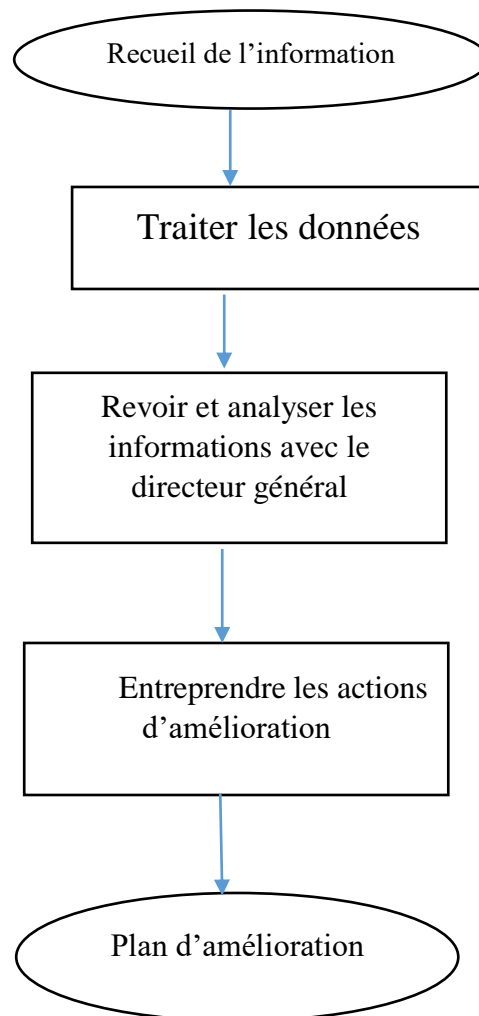 Recueil de l’information
Traiter les données
Revoir et analyser les
informations avec le
directeur général
Entreprendre les actions
d’amélioration
Plan d’amélioration